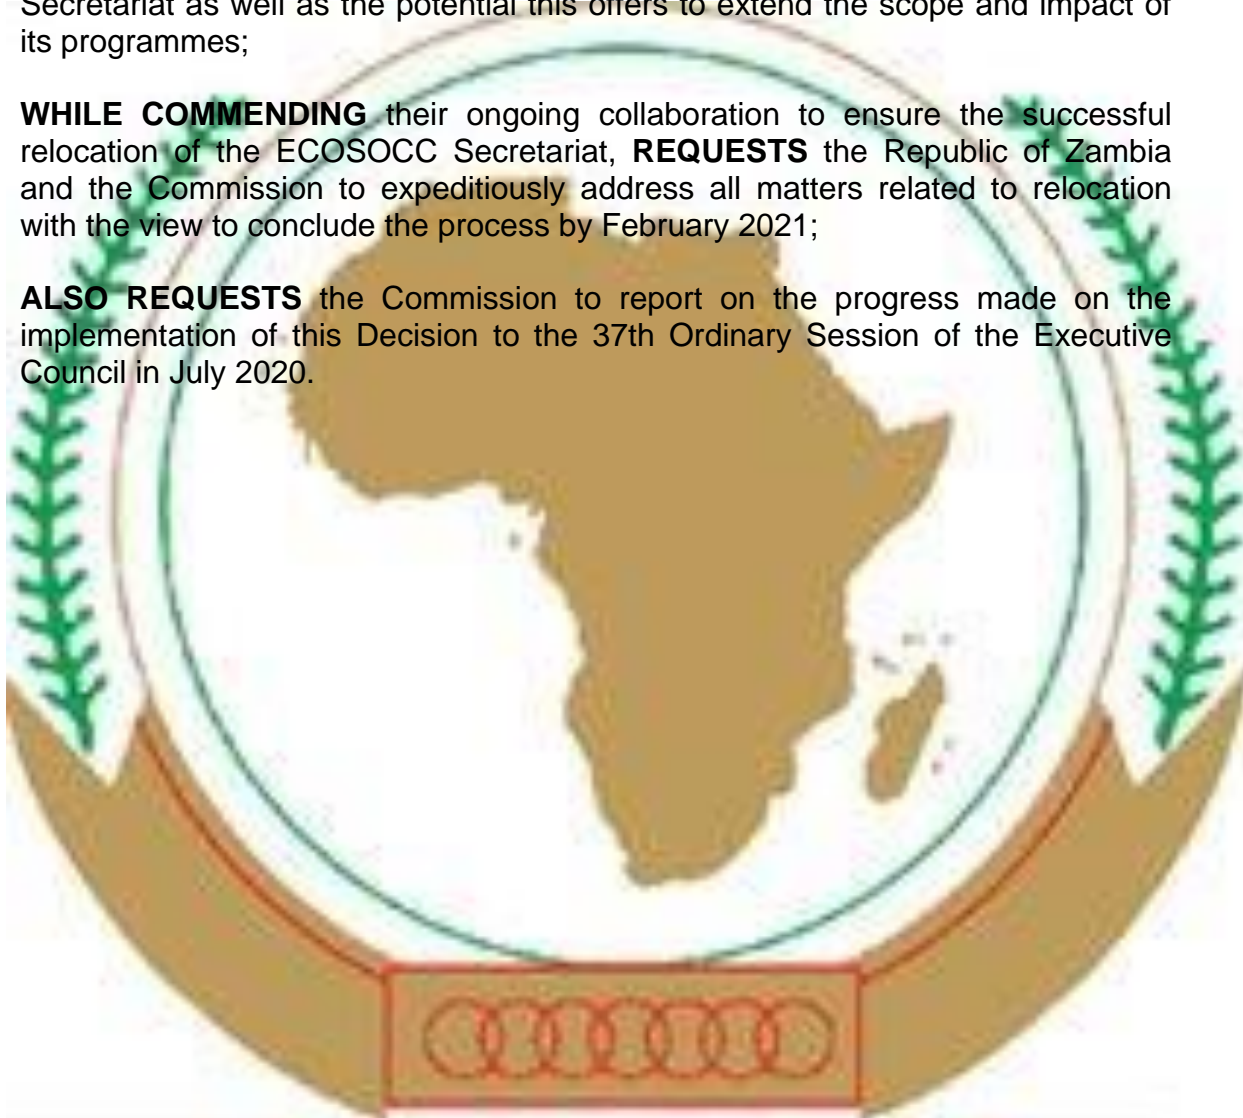 Secretariat as well as the potential this offers to extend the scope and impact of
its programmes;
WHILE COMMENDING their ongoing collaboration to ensure the successful
relocation of the ECOSOCC Secretariat, REQUESTS the Republic of Zambia
and the Commission to expeditiously address all matters related to relocation
with the view to conclude the process by February 2021;
ALSO REQUESTS the Commission to report on the progress made on the
implementation of this Decision to the 37th Ordinary Session of the Executive
Council in July 2020.